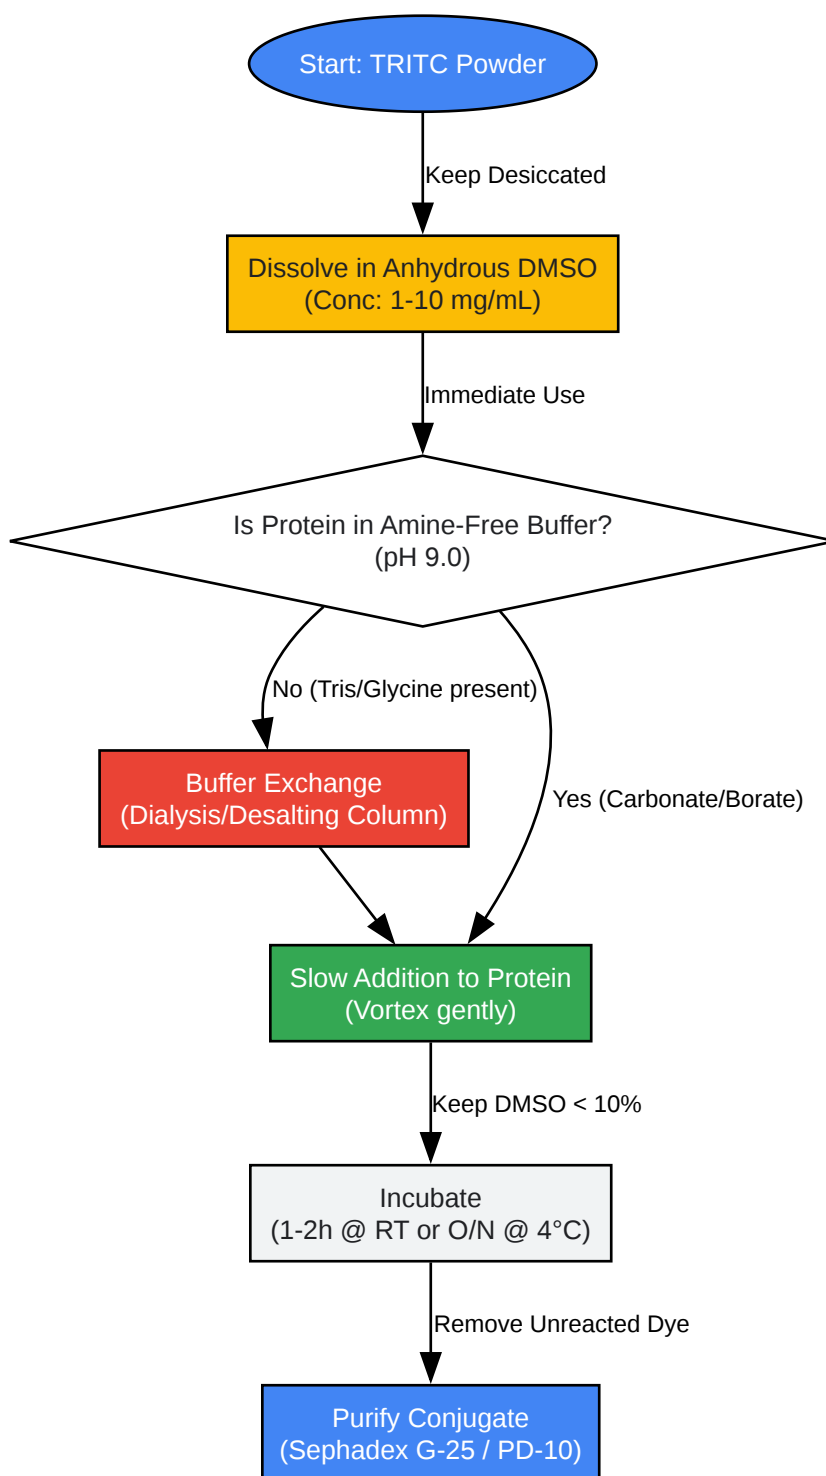 Start: TRITC Powder
Keep Desiccated
Dissolve in Anhydrous DMSO
(Conc: 1-10 mg/mL)
Immediate Use
Is Protein in Amine-Free Buffer?
(pH 9.0)
No (Tris/Glycine present)
Buffer Exchange
(Dialysis/Desalting Column)
Yes (Carbonate/Borate)
Slow Addition to Protein
(Vortex gently)
Keep DMSO < 10%
Incubate
(1-2h @ RT or O/N @ 4°C)
Remove Unreacted Dye
Purify Conjugate
(Sephadex G-25 / PD-10)